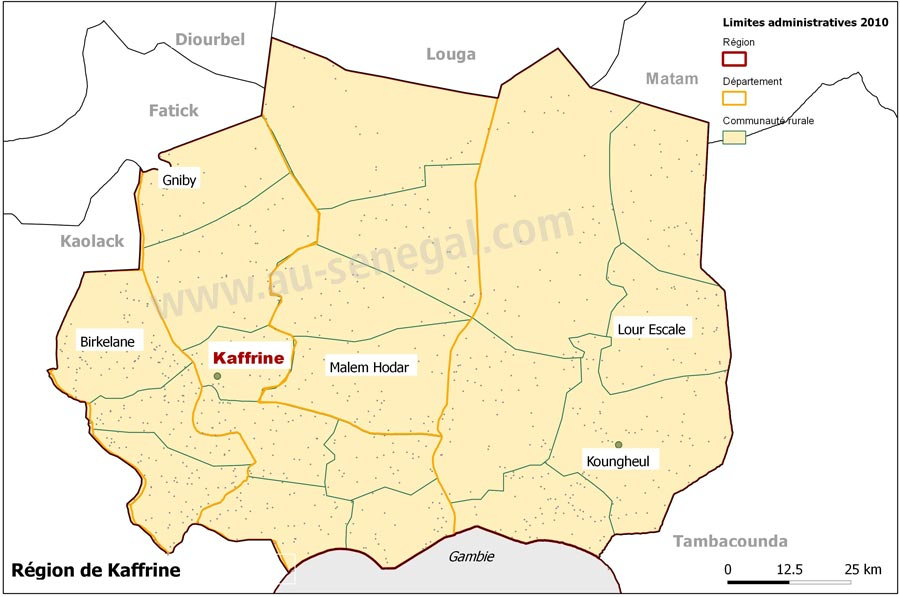 Limites administratives 2010
Région
Département
Communauté rurale
Diourbel
Louga
Matam
Fatick
Gniby
Kaolack
www.au-senegal.com
Birkelane
Kaffrine
Malem Hodar
Lour Escale
Koungheul
Tambacounda
Gambie
Région de Kaffrine
0 12.5 25 km